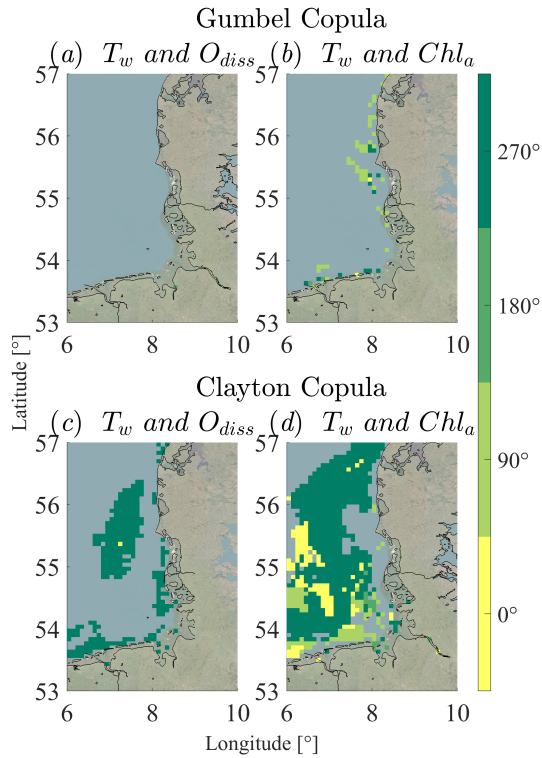 Gumbel Copula
(a) T_w and O_diss (b) T_w and Chl_a
57
56
55
54
53
6 8 10
57
56
55
54
53
6 8 10
270°
180°
90°
0°
Latitude [°]
Clayton Copula
(c) T_w and O_diss (d) T_w and Chl_a
57
56
55
54
53
6 8 10
57
56
55
54
53
6 8 10
Longitude [°]